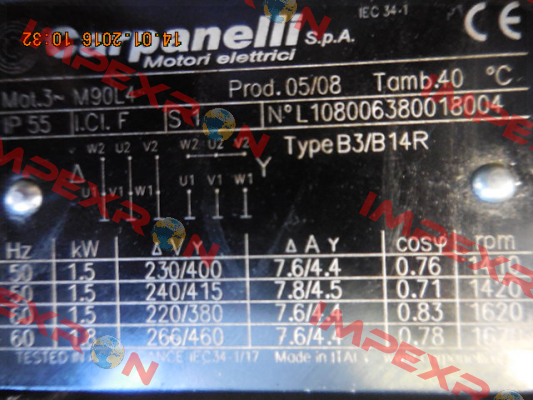 14.01.2016 10:32
IEC 34-1
carpanelli S.p.A. CE
Motori elettrici
Mot.3~ M90L4 Prod. 05/08 Tamb.40 °C
IP 55 I.Cl. F S N°L108006380018004
Type B3/B14R
W2 U2 V2 W2 U2 V2
Δ Y
U1 V1 W1 U1 V1 W1
Hz kW Δ V Y Δ A Y cosφ rpm
50 1.5 230/400 7.6/4.4 0.76
50 1.5 240/415 7.8/4.5 0.71 1420
60 1.5 220/380 7.6/4.4 0.83 1620
60 266/460 7.6/4.4 0.78
TESTED IN IEC34-1/17 Made in ITALY
IMPEXRON
IMPEXRON
IMPEXRON
IMPEXRON